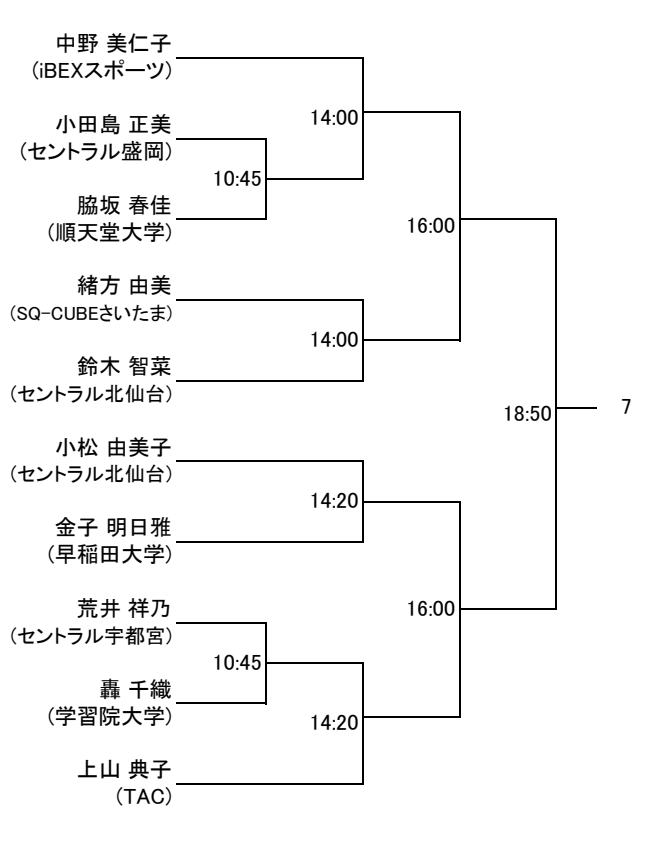 中野 美仁子
(iBEXスポーツ)
14:00
小田島 正美
(セントラル盛岡)
10:45
脇坂 春佳
(順天堂大学)
16:00
緒方 由美
(SQ-CUBEさいたま)
14:00
鈴木 智菜
(セントラル北仙台)
18:50
7
小松 由美子
(セントラル北仙台)
14:20
金子 明日雅
(早稲田大学)
16:00
荒井 祥乃
(セントラル宇都宮)
10:45
轟 千織
(学習院大学)
14:20
上山 典子
(TAC)